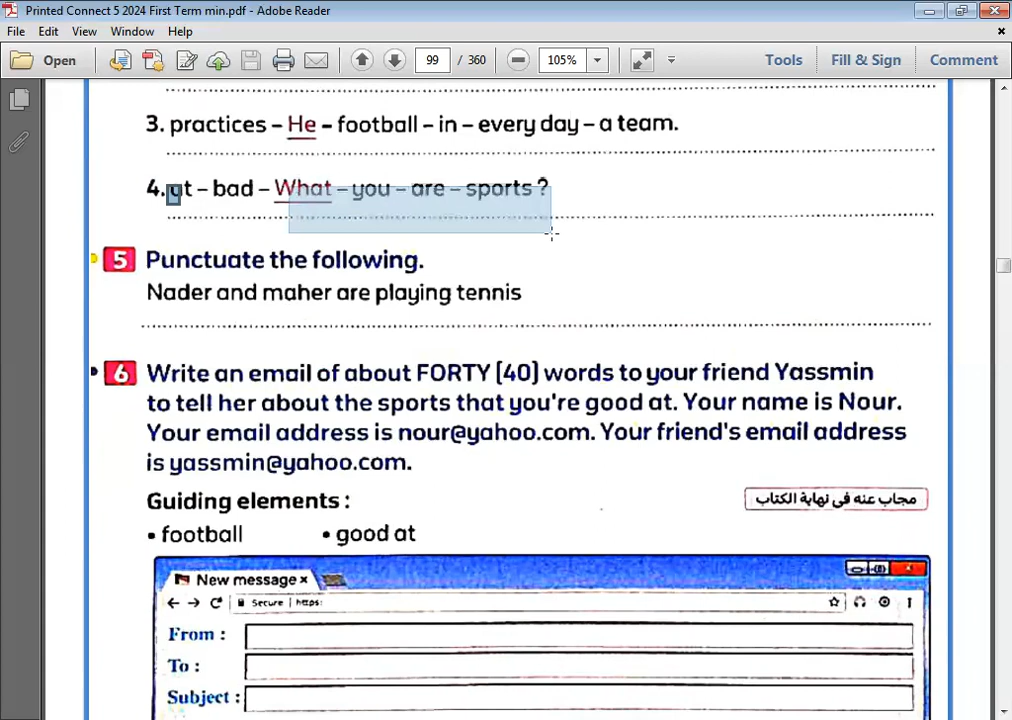 Printed Connect 5 2024 First Term min.pdf - Adobe Reader
File Edit View Window Help
Open 99 / 360 105% Tools Fill & Sign Comment
3. practices – He – football – in – every day – a team.
4. at – bad – What – you – are – sports ?
5 Punctuate the following.
Nader and maher are playing tennis
6 Write an email of about FORTY (40) words to your friend Yassmin
to tell her about the sports that you're good at. Your name is Nour.
Your email address is nour@yahoo.com. Your friend's email address
is yassmin@yahoo.com.
Guiding elements :
مجاب عنه فى نهاية الكتاب
• football • good at
New message ×
Secure | https:
From :
To :
Subject :